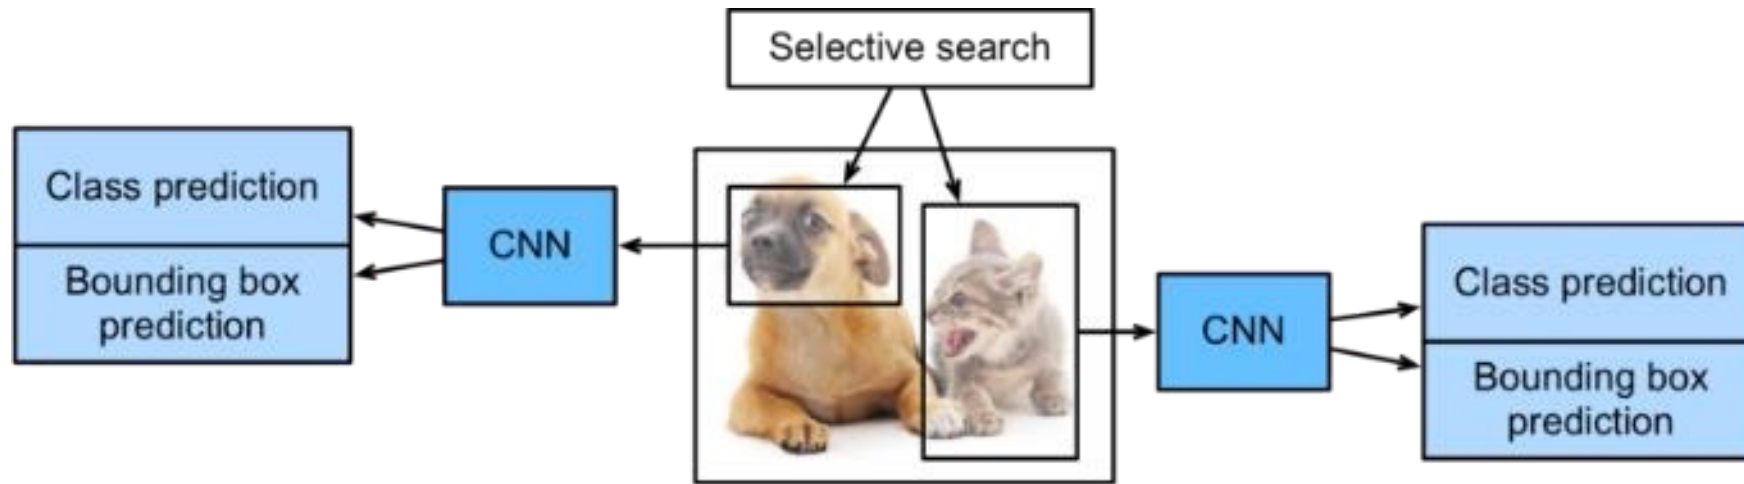 Selective search
Class prediction
Bounding box
prediction
CNN
CNN
Class prediction
Bounding box
prediction